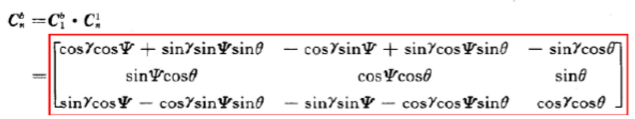 C_n^b = C_1^b · C_n^1
= [cosγcosΨ + sinγsinΨsinθ − cosγsinΨ + sinγcosΨsinθ − sinγcosθ
sinΨcosθ cosΨcosθ sinθ
sinγcosΨ − cosγsinΨsinθ − sinγsinΨ − cosγcosΨsinθ cosγcosθ]